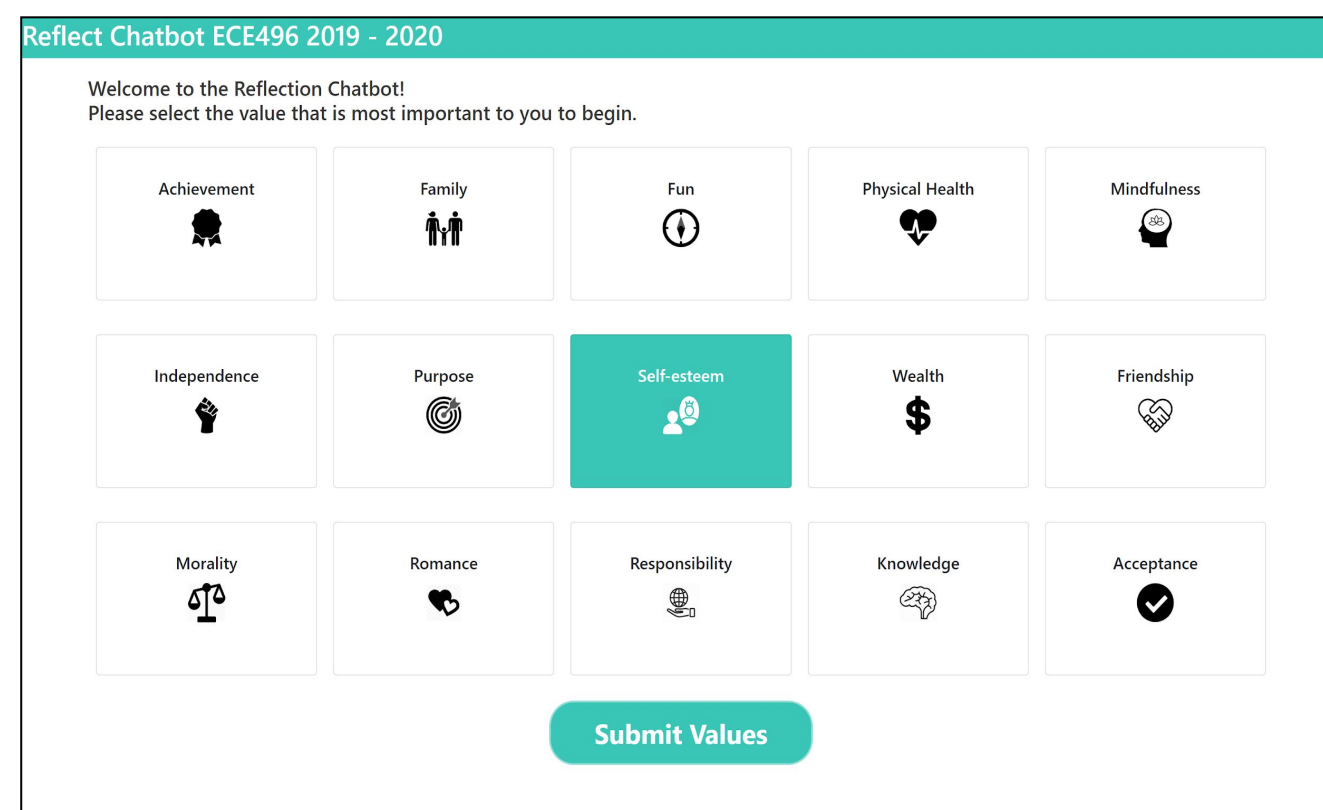 Reflect Chatbot ECE496 2019 - 2020
Welcome to the Reflection Chatbot!
Please select the value that is most important to you to begin.
Achievement
Family
Fun
Physical Health
Mindfulness
Independence
Purpose
Self-esteem
Wealth
$
Friendship
Morality
Romance
Responsibility
Knowledge
Acceptance
Submit Values